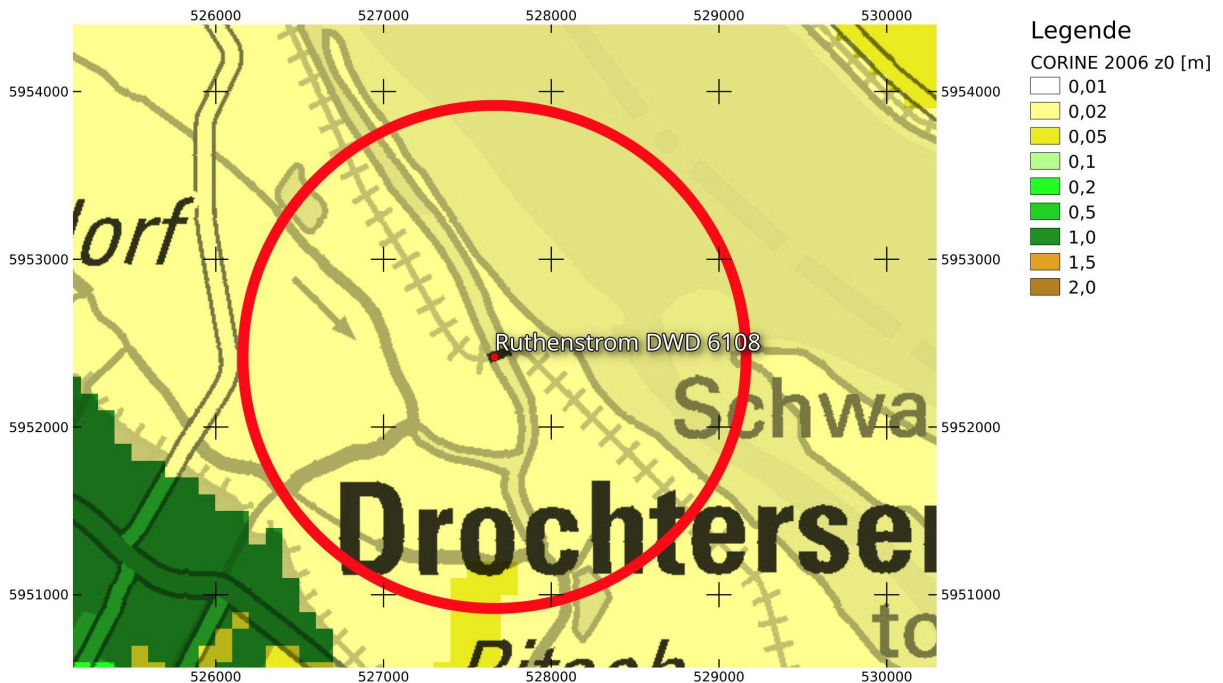 526000 527000 528000 529000 530000
Legende
CORINE 2006 z0 [m]
0,01
0,02
0,05
0,1
0,2
0,5
1,0
1,5
2,0
5954000 5954000
dorf
5953000 5953000
Ruthenstrom DWD 6108
Schwa
5952000 5952000
Drochtersen
5951000 5951000
to
Ritsch
526000 527000 528000 529000 530000